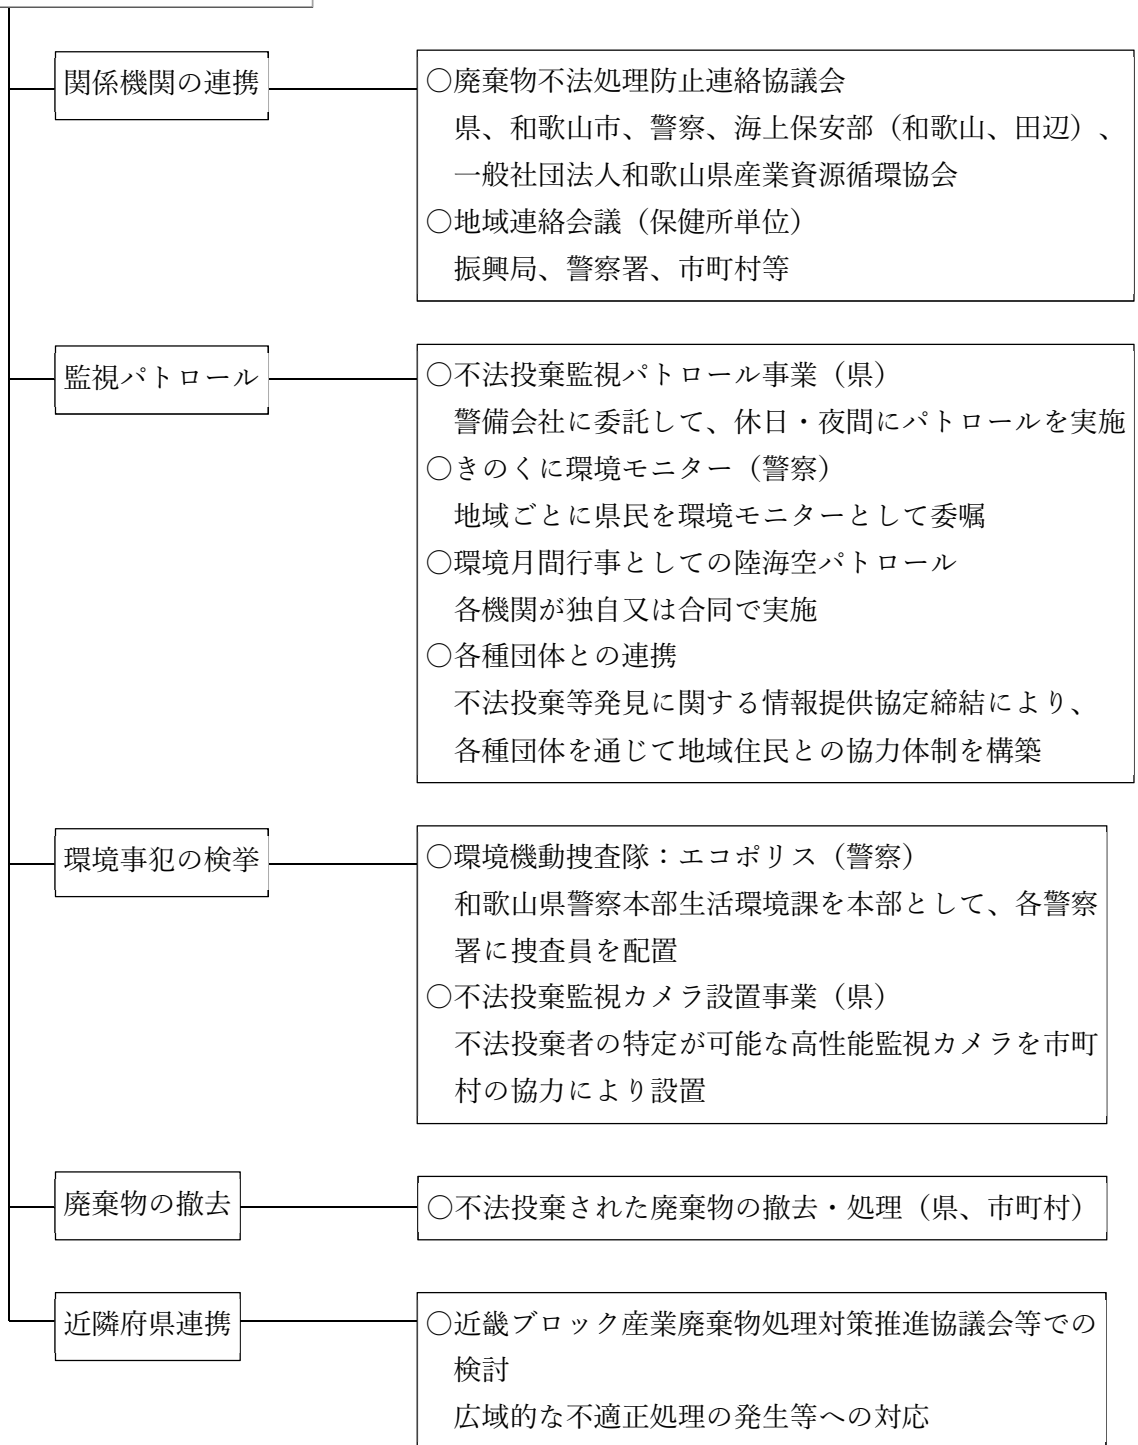 関係機関の連携
○廃棄物不法処理防止連絡協議会
県、和歌山市、警察、海上保安部（和歌山、田辺）、
一般社団法人和歌山県産業資源循環協会
○地域連絡会議（保健所単位）
振興局、警察署、市町村等
監視パトロール
○不法投棄監視パトロール事業（県）
警備会社に委託して、休日・夜間にパトロールを実施
○きのくに環境モニター（警察）
地域ごとに県民を環境モニターとして委嘱
○環境月間行事としての陸海空パトロール
各機関が独自又は合同で実施
○各種団体との連携
不法投棄等発見に関する情報提供協定締結により、
各種団体を通じて地域住民との協力体制を構築
環境事犯の検挙
○環境機動捜査隊：エコポリス（警察）
和歌山県警察本部生活環境課を本部として、各警察
署に捜査員を配置
○不法投棄監視カメラ設置事業（県）
不法投棄者の特定が可能な高性能監視カメラを市町
村の協力により設置
廃棄物の撤去
○不法投棄された廃棄物の撤去・処理（県、市町村）
近隣府県連携
○近畿ブロック産業廃棄物処理対策推進協議会等での
検討
広域的な不適正処理の発生等への対応